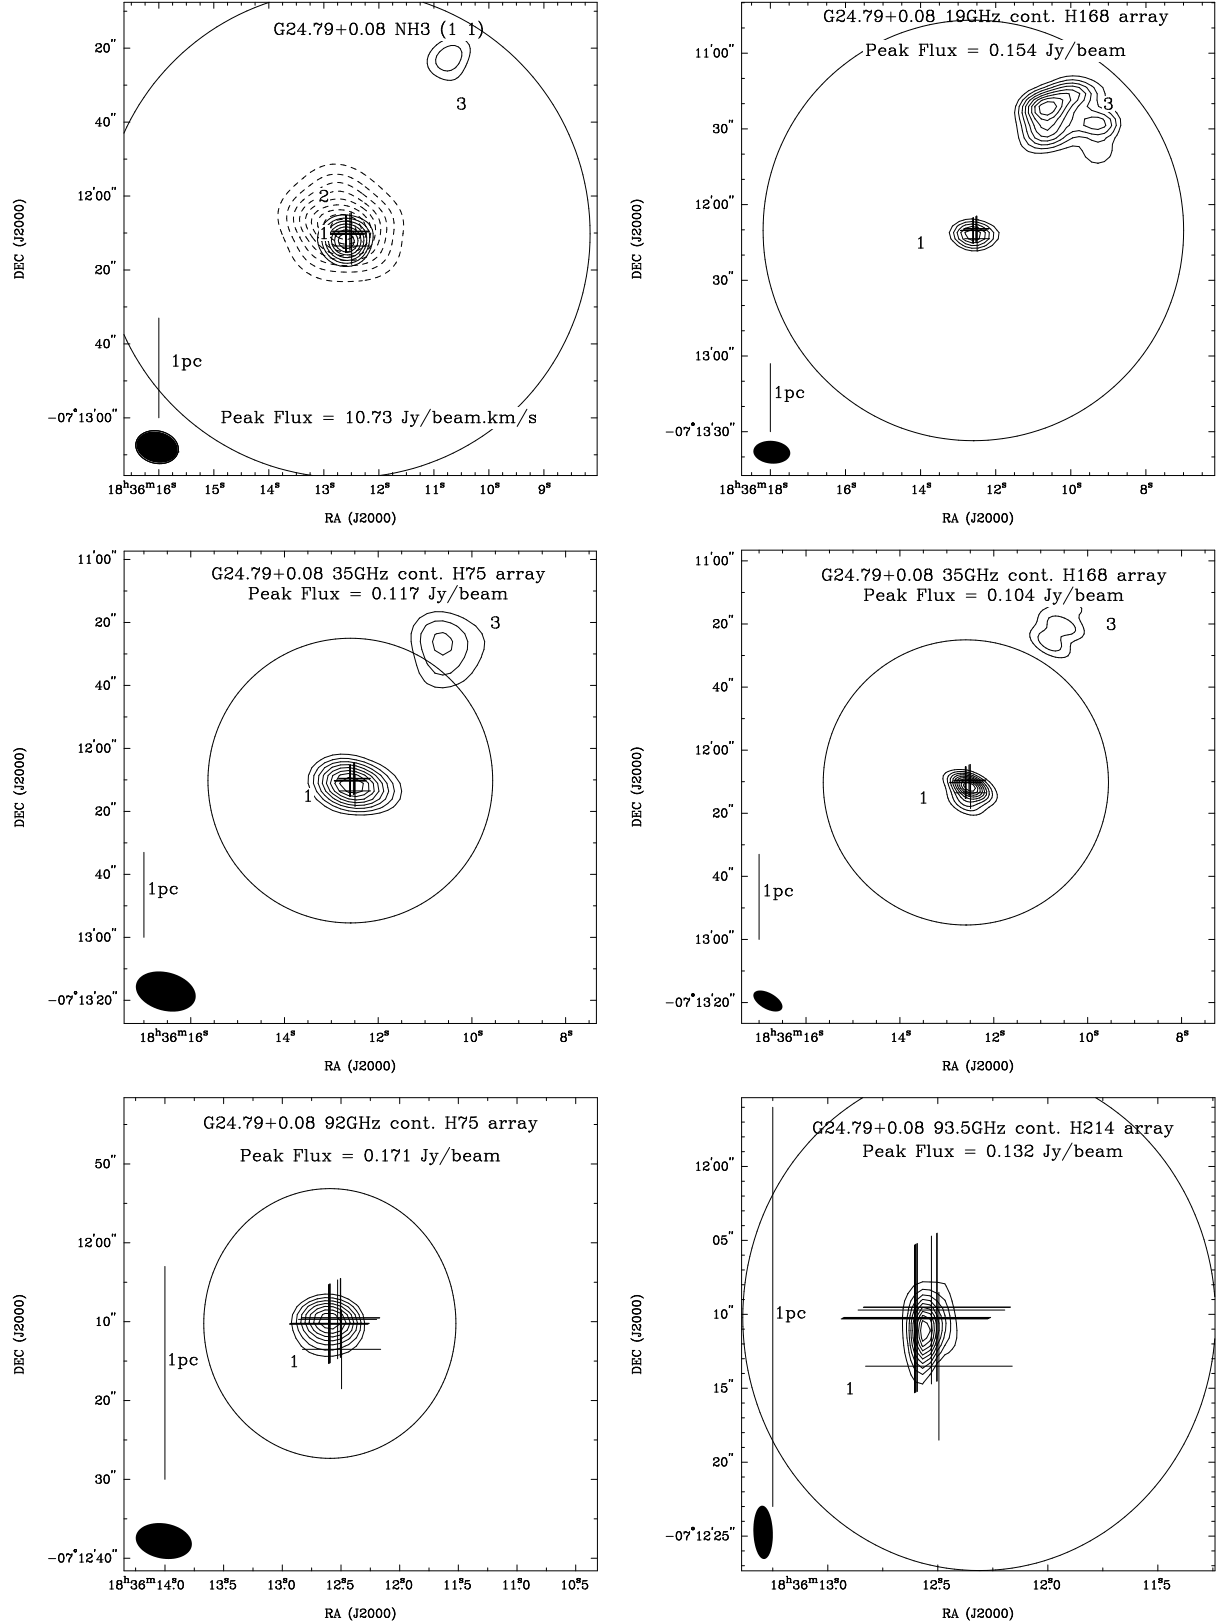 G24.79+0.08 NH3 (1 1)
20"
3
40"
12'00"
2
1
20"
DEC (J2000)
40"
1pc
Peak Flux = 10.73 Jy/beam.km/s
−07°13'00"
18ʰ36ᵐ16ˢ 15ˢ 14ˢ 13ˢ 12ˢ 11ˢ 10ˢ 9ˢ
RA (J2000)
G24.79+0.08 19GHz cont. H168 array
Peak Flux = 0.154 Jy/beam
11'00"
3
30"
12'00"
1
DEC (J2000)
30"
13'00"
1pc
−07°13'30"
18ʰ36ᵐ18ˢ 16ˢ 14ˢ 12ˢ 10ˢ 8ˢ
RA (J2000)
11'00"
G24.79+0.08 35GHz cont. H75 array
Peak Flux = 0.117 Jy/beam
20"
3
40"
12'00"
DEC (J2000)
1
20"
40"
1pc
13'00"
−07°13'20"
18ʰ36ᵐ16ˢ 14ˢ 12ˢ 10ˢ 8ˢ
RA (J2000)
11'00"
G24.79+0.08 35GHz cont. H168 array
Peak Flux = 0.104 Jy/beam
20"
3
40"
12'00"
DEC (J2000)
1
20"
40"
1pc
13'00"
−07°13'20"
18ʰ36ᵐ16ˢ 14ˢ 12ˢ 10ˢ 8ˢ
RA (J2000)
G24.79+0.08 92GHz cont. H75 array
Peak Flux = 0.171 Jy/beam
50"
12'00"
10"
DEC (J2000)
1
1pc
20"
30"
−07°12'40"
18ʰ36ᵐ14ˢ.0 13ˢ.5 13ˢ.0 12ˢ.5 12ˢ.0 11ˢ.5 11ˢ.0 10ˢ.5
RA (J2000)
G24.79+0.08 93.5GHz cont. H214 array
Peak Flux = 0.132 Jy/beam
12'00"
05"
10"
1pc
DEC (J2000)
15"
1
20"
−07°12'25"
18ʰ36ᵐ13ˢ.0 12ˢ.5 12ˢ.0 11ˢ.5
RA (J2000)